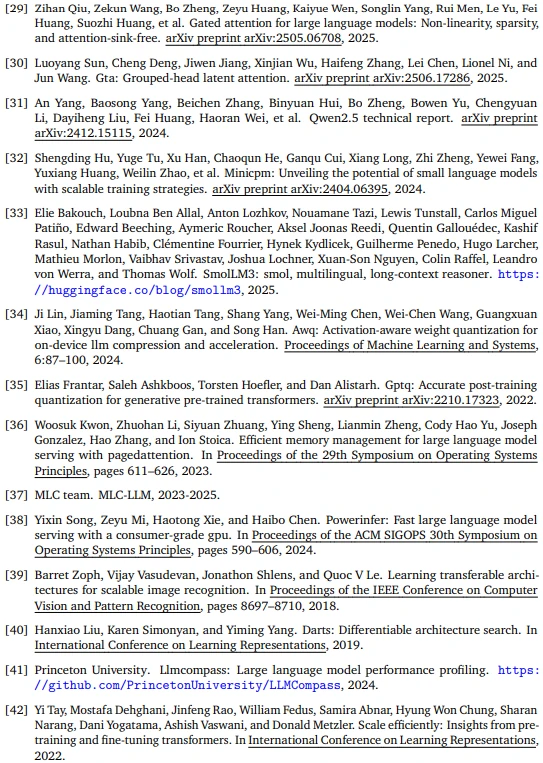 [29] Zihan Qiu, Zekun Wang, Bo Zheng, Zeyu Huang, Kaiyue Wen, Songlin Yang, Rui Men, Le Yu, Fei
Huang, Suozhi Huang, et al. Gated attention for large language models: Non-linearity, sparsity,
and attention-sink-free. arXiv preprint arXiv:2505.06708, 2025.
[30] Luoyang Sun, Cheng Deng, Jiwen Jiang, Xinjian Wu, Haifeng Zhang, Lei Chen, Lionel Ni, and
Jun Wang. Gta: Grouped-head latent attention. arXiv preprint arXiv:2506.17286, 2025.
[31] An Yang, Baosong Yang, Beichen Zhang, Binyuan Hui, Bo Zheng, Bowen Yu, Chengyuan
Li, Dayiheng Liu, Fei Huang, Haoran Wei, et al. Qwen2.5 technical report. arXiv preprint
arXiv:2412.15115, 2024.
[32] Shengding Hu, Yuge Tu, Xu Han, Chaoqun He, Ganqu Cui, Xiang Long, Zhi Zheng, Yewei Fang,
Yuxiang Huang, Weilin Zhao, et al. Minicpm: Unveiling the potential of small language models
with scalable training strategies. arXiv preprint arXiv:2404.06395, 2024.
[33] Elie Bakouch, Loubna Ben Allal, Anton Lozhkov, Nouamane Tazi, Lewis Tunstall, Carlos Miguel
Patiño, Edward Beeching, Aymeric Roucher, Aksel Joonas Reedi, Quentin Gallouédec, Kashif
Rasul, Nathan Habib, Clémentine Fourrier, Hynek Kydlicek, Guilherme Penedo, Hugo Larcher,
Mathieu Morlon, Vaibhav Srivastav, Joshua Lochner, Xuan-Son Nguyen, Colin Raffel, Leandro
von Werra, and Thomas Wolf. SmolLM3: smol, multilingual, long-context reasoner. https:
//huggingface.co/blog/smollm3, 2025.
[34] Ji Lin, Jiaming Tang, Haotian Tang, Shang Yang, Wei-Ming Chen, Wei-Chen Wang, Guangxuan
Xiao, Xingyu Dang, Chuang Gan, and Song Han. Awq: Activation-aware weight quantization for
on-device llm compression and acceleration. Proceedings of Machine Learning and Systems,
6:87–100, 2024.
[35] Elias Frantar, Saleh Ashkboos, Torsten Hoefler, and Dan Alistarh. Gptq: Accurate post-training
quantization for generative pre-trained transformers. arXiv preprint arXiv:2210.17323, 2022.
[36] Woosuk Kwon, Zhuohan Li, Siyuan Zhuang, Ying Sheng, Lianmin Zheng, Cody Hao Yu, Joseph
Gonzalez, Hao Zhang, and Ion Stoica. Efficient memory management for large language model
serving with pagedattention. In Proceedings of the 29th Symposium on Operating Systems
Principles, pages 611–626, 2023.
[37] MLC team. MLC-LLM, 2023-2025.
[38] Yixin Song, Zeyu Mi, Haotong Xie, and Haibo Chen. Powerinfer: Fast large language model
serving with a consumer-grade gpu. In Proceedings of the ACM SIGOPS 30th Symposium on
Operating Systems Principles, pages 590–606, 2024.
[39] Barret Zoph, Vijay Vasudevan, Jonathon Shlens, and Quoc V Le. Learning transferable archi-
tectures for scalable image recognition. In Proceedings of the IEEE Conference on Computer
Vision and Pattern Recognition, pages 8697–8710, 2018.
[40] Hanxiao Liu, Karen Simonyan, and Yiming Yang. Darts: Differentiable architecture search. In
International Conference on Learning Representations, 2019.
[41] Princeton University. Llmcompass: Large language model performance profiling. https:
//github.com/PrincetonUniversity/LLMCompass, 2024.
[42] Yi Tay, Mostafa Dehghani, Jinfeng Rao, William Fedus, Samira Abnar, Hyung Won Chung, Sharan
Narang, Dani Yogatama, Ashish Vaswani, and Donald Metzler. Scale efficiently: Insights from pre-
training and fine-tuning transformers. In International Conference on Learning Representations,
2022.